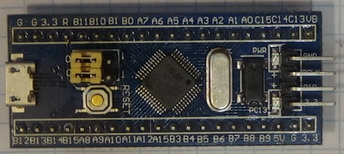 G G 3.3 R B11 B10 B1 B0 A7 A6 A5 A4 A3 A2 A1 A0 C15 C14 C13 VB
PWR
RESET
PC13
B12 B13 B14 B15 A8 A9 A10 A11 A12 A15 B3 B4 B5 B6 B7 B8 B9 5V G 3.3